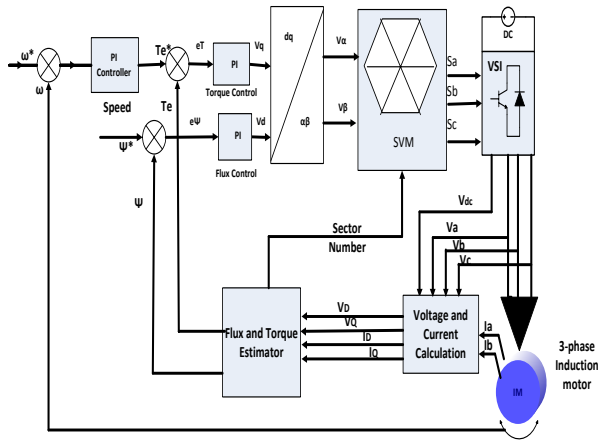 ω*
ω
PI
Controller
Speed
Te*
Te
eT
PI
Torque Control
Vq
Ψ*
Ψ
eΨ
PI
Flux Control
Vd
dq
αβ
Vα
Vβ
SVM
Sa
Sb
Sc
DC
VSI
Vdc
Va
Vb
Vc
Sector
Number
Flux and Torque
Estimator
VD
VQ
ID
IQ
Voltage and
Current
Calculation
Ia
Ib
IM
3-phase
Induction
motor